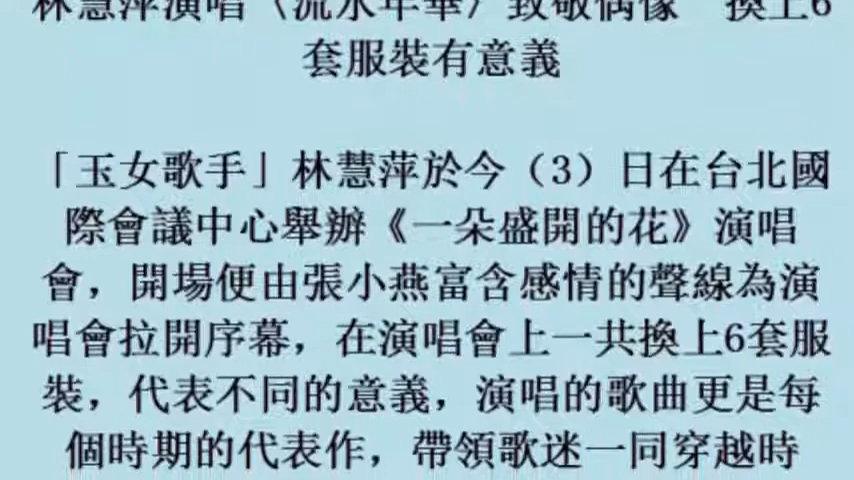 林慧萍演唱〈流水年華〉致敬偶像 換上6
套服裝有意義
「玉女歌手」林慧萍於今（3）日在台北國
際會議中心舉辦《一朵盛開的花》演唱
會，開場便由張小燕富含感情的聲線為演
唱會拉開序幕，在演唱會上一共換上6套服
裝，代表不同的意義，演唱的歌曲更是每
個時期的代表作，帶領歌迷一同穿越時